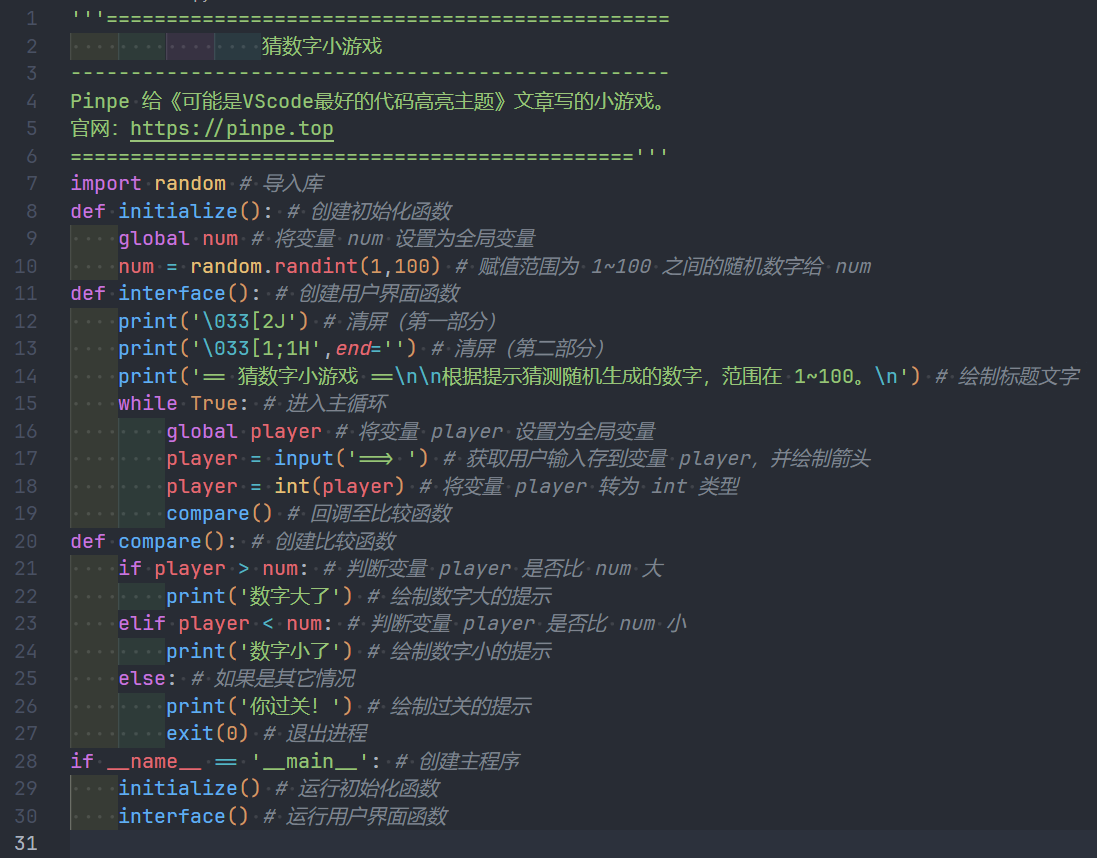 1 '''===============================================
2                 猜数字小游戏
3 --------------------------------------------------
4 Pinpe 给《可能是VScode最好的代码高亮主题》文章写的小游戏。
5 官网：https://pinpe.top
6 ==============================================='''
7 import random # 导入库
8 def initialize(): # 创建初始化函数
9     global num # 将变量 num 设置为全局变量
10     num = random.randint(1,100) # 赋值范围为 1~100 之间的随机数字给 num
11 def interface(): # 创建用户界面函数
12     print('\033[2J') # 清屏（第一部分）
13     print('\033[1;1H',end='') # 清屏（第二部分）
14     print('== 猜数字小游戏 ==\n\n根据提示猜测随机生成的数字，范围在 1~100。\n') # 绘制标题文字
15     while True: # 进入主循环
16         global player # 将变量 player 设置为全局变量
17         player = input('==> ') # 获取用户输入存到变量 player，并绘制箭头
18         player = int(player) # 将变量 player 转为 int 类型
19         compare() # 回调至比较函数
20 def compare(): # 创建比较函数
21     if player > num: # 判断变量 player 是否比 num 大
22         print('数字大了') # 绘制数字大的提示
23     elif player < num: # 判断变量 player 是否比 num 小
24         print('数字小了') # 绘制数字小的提示
25     else: # 如果是其它情况
26         print('你过关！') # 绘制过关的提示
27         exit(0) # 退出进程
28 if __name__ == '__main__': # 创建主程序
29     initialize() # 运行初始化函数
30     interface() # 运行用户界面函数
31